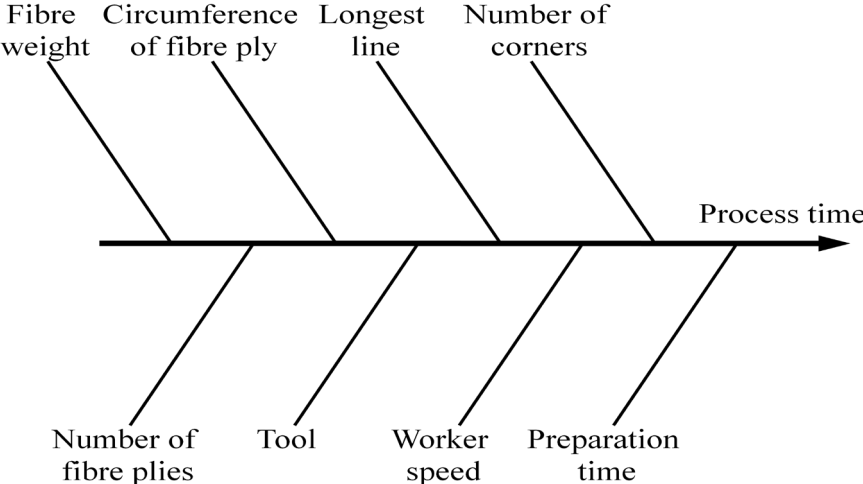 Fibre
weight
Circumference
of fibre ply
Longest
line
Number of
corners
Process time
Number of
fibre plies
Tool
Worker
speed
Preparation
time